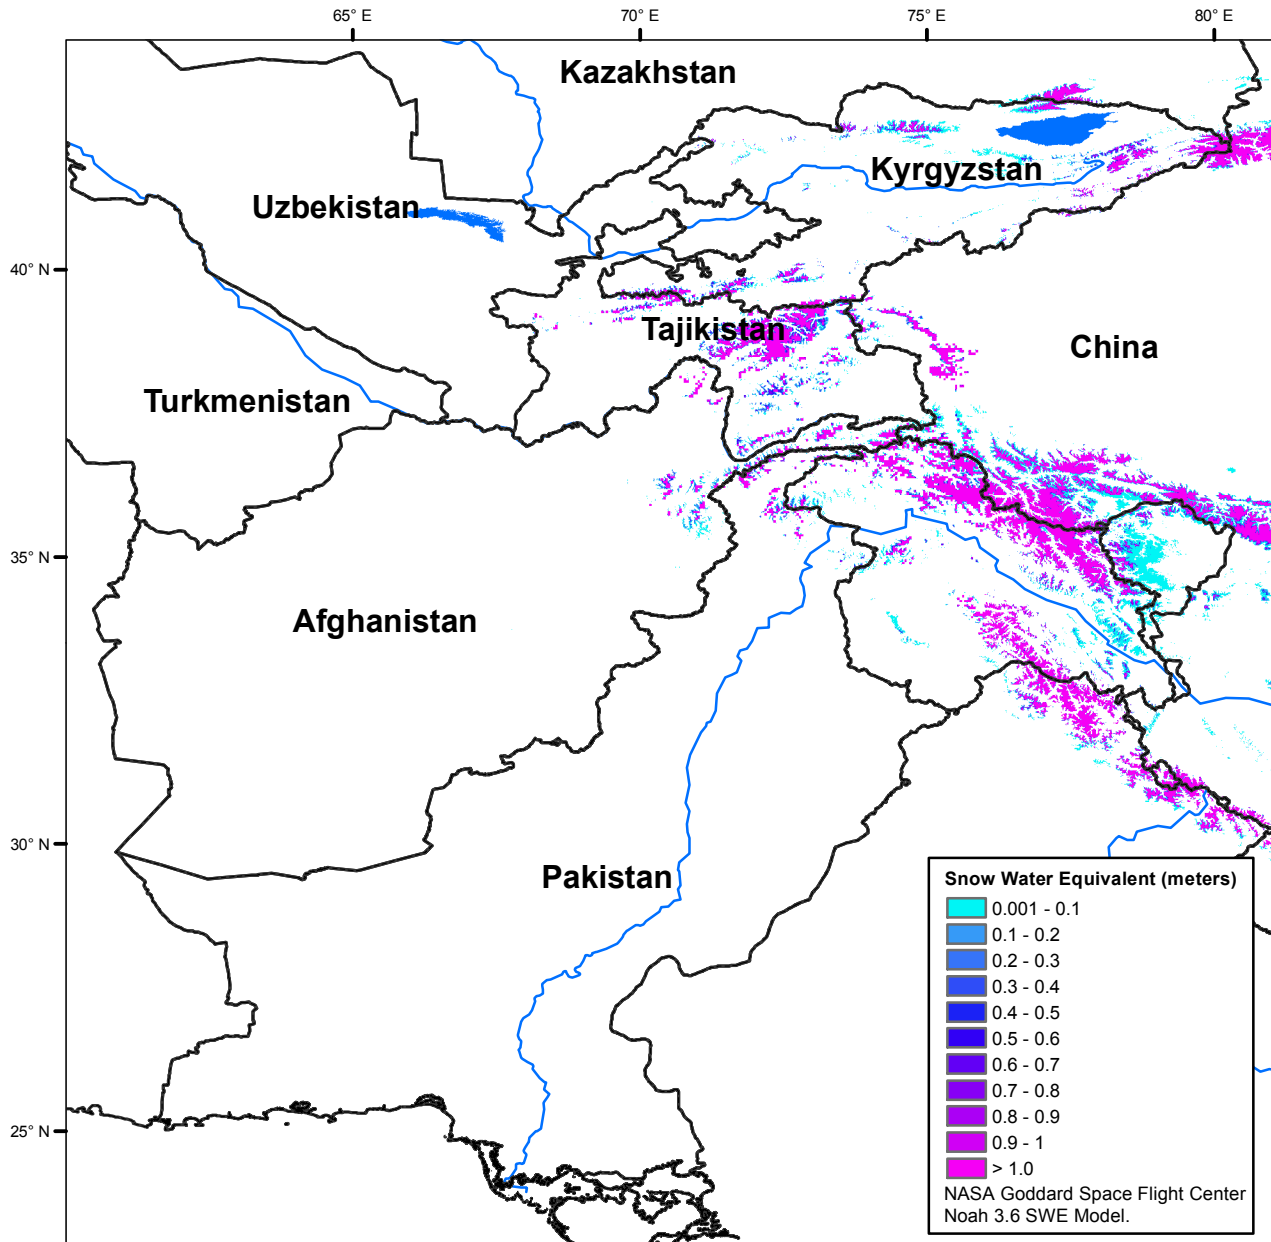 65° E
70° E
75° E
80° E
Kazakhstan
Kyrgyzstan
Uzbekistan
40° N
Tajikistan
China
Turkmenistan
35° N
Afghanistan
30° N
Pakistan
Snow Water Equivalent (meters)
0.001 - 0.1
0.1 - 0.2
0.2 - 0.3
0.3 - 0.4
0.4 - 0.5
0.5 - 0.6
0.6 - 0.7
0.7 - 0.8
0.8 - 0.9
0.9 - 1
> 1.0
NASA Goddard Space Flight Center
Noah 3.6 SWE Model.
25° N